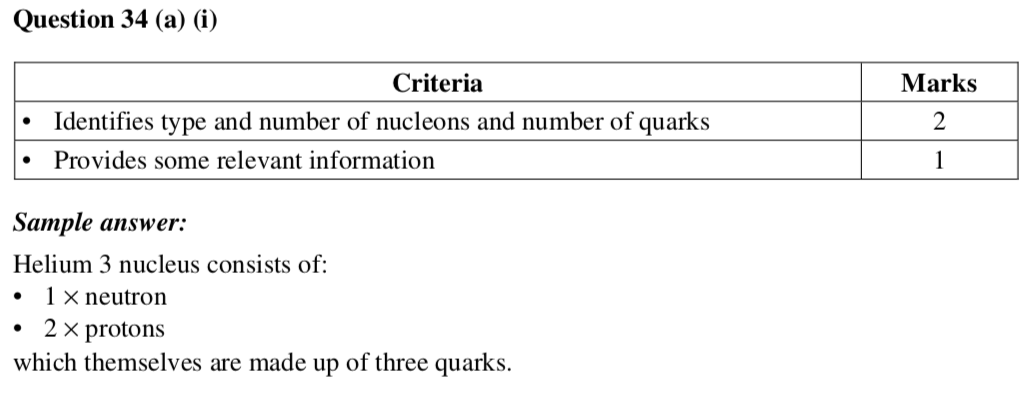 Question 34 (a) (i)
Criteria Marks
• Identifies type and number of nucleons and number of quarks 2
• Provides some relevant information 1
Sample answer:
Helium 3 nucleus consists of:
• 1 × neutron
• 2 × protons
which themselves are made up of three quarks.